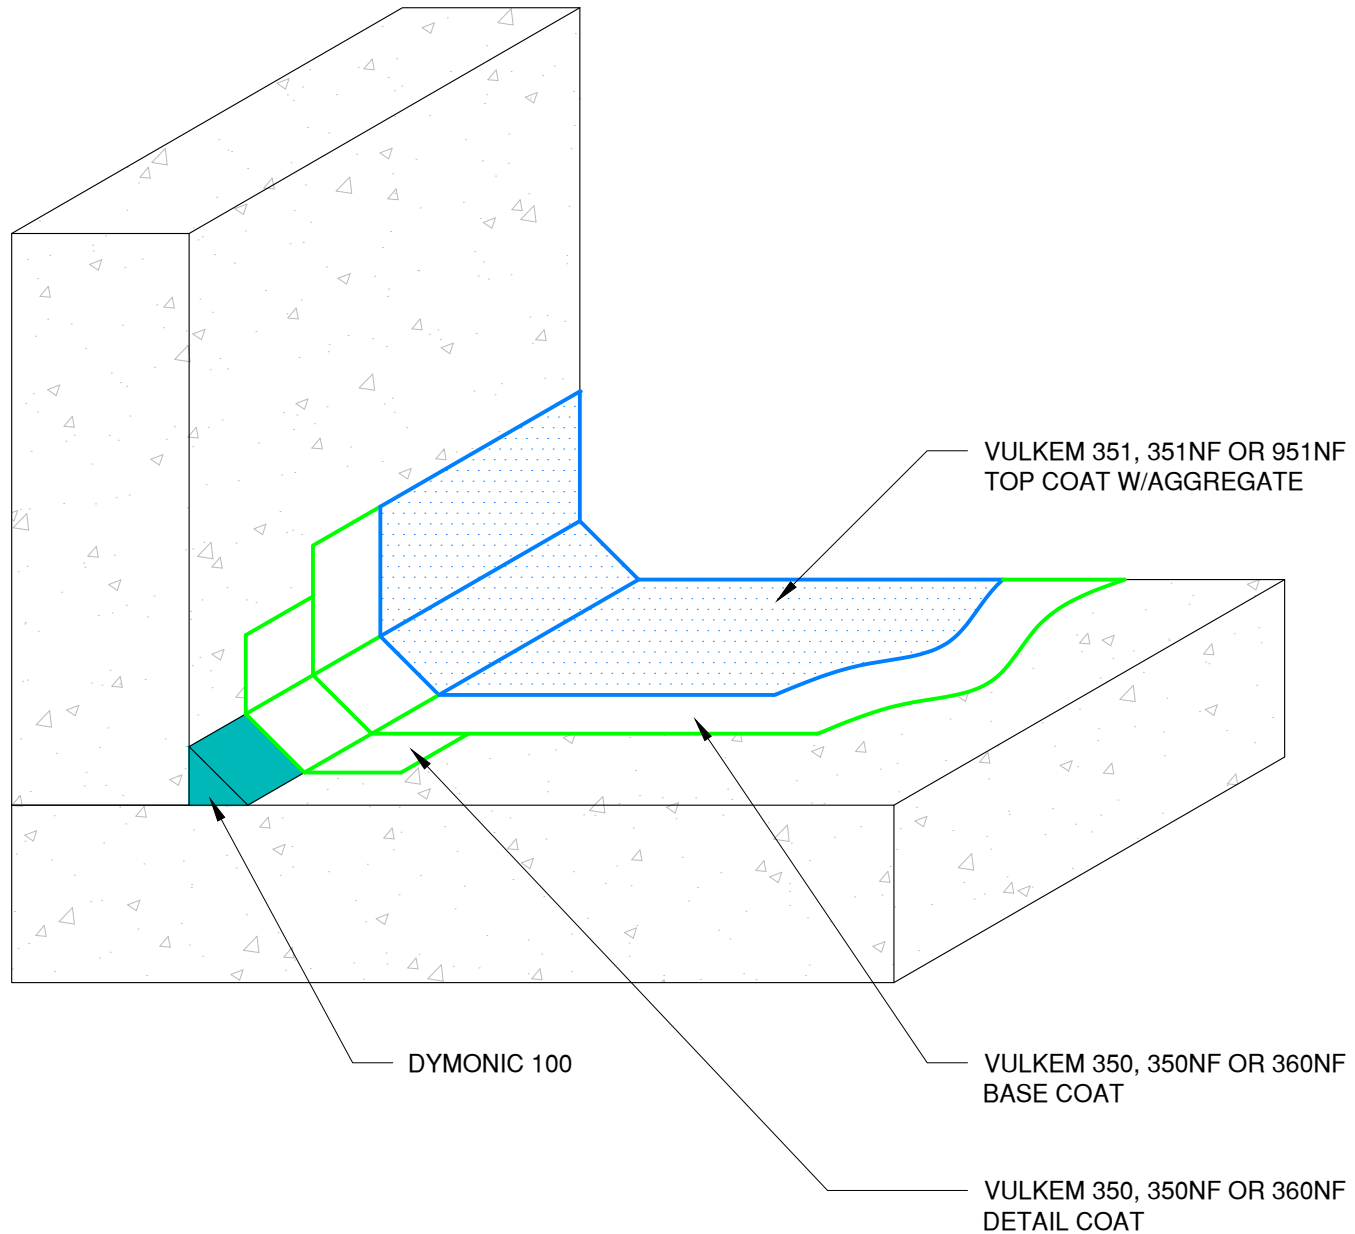 VULKEM 351, 351NF OR 951NF
TOP COAT W/AGGREGATE
DYMONIC 100
VULKEM 350, 350NF OR 360NF
BASE COAT
VULKEM 350, 350NF OR 360NF
DETAIL COAT